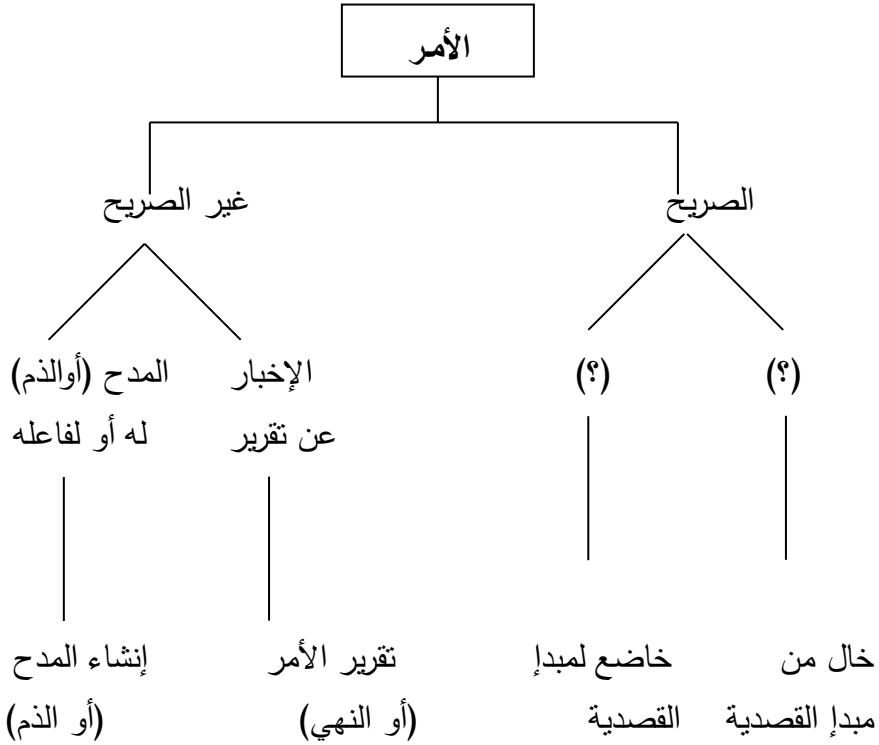 الأمر
الصريح
غير الصريح
(؟)
(؟)
الإخبار
عن تقرير
المدح (أوالذم)
له أو لفاعله
خال من
مبدإ القصدية
خاضع لمبدإ
القصدية
تقرير الأمر
(أو النهي)
إنشاء المدح
(أو الذم)